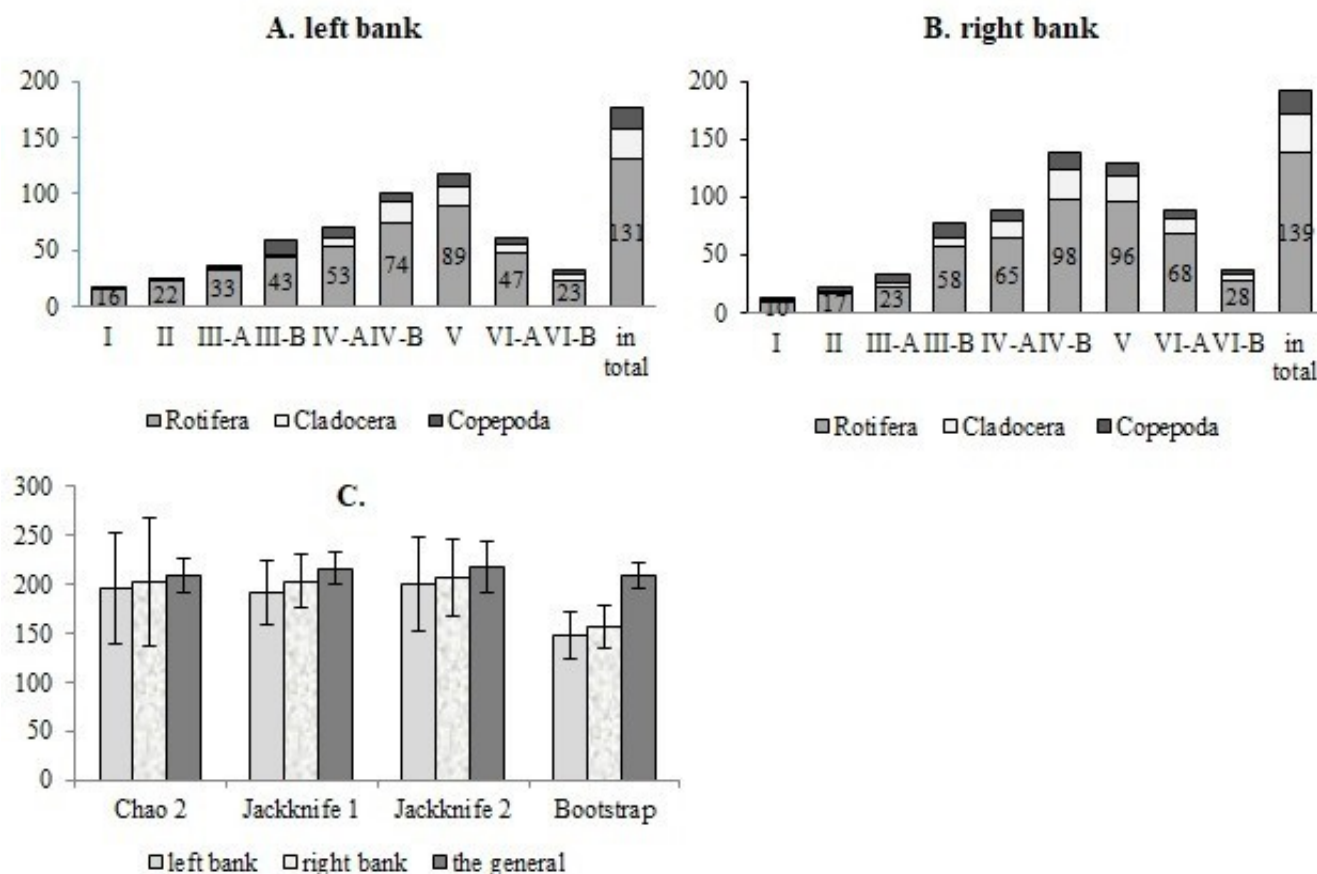 A. left bank
200
150
100
50
0
16 22 33 43 53 74 89 47 23 131
I II III-A III-B IV-A IV-B V VI-A VI-B in total
Rotifera Cladocera Copepoda
B. right bank
200
150
100
50
0
10 17 23 58 65 98 96 68 28 139
I II III-A III-B IV-A IV-B V VI-A VI-B in total
Rotifera Cladocera Copepoda
C.
300
250
200
150
100
50
0
Chao 2 Jackknife 1 Jackknife 2 Bootstrap
left bank right bank the general